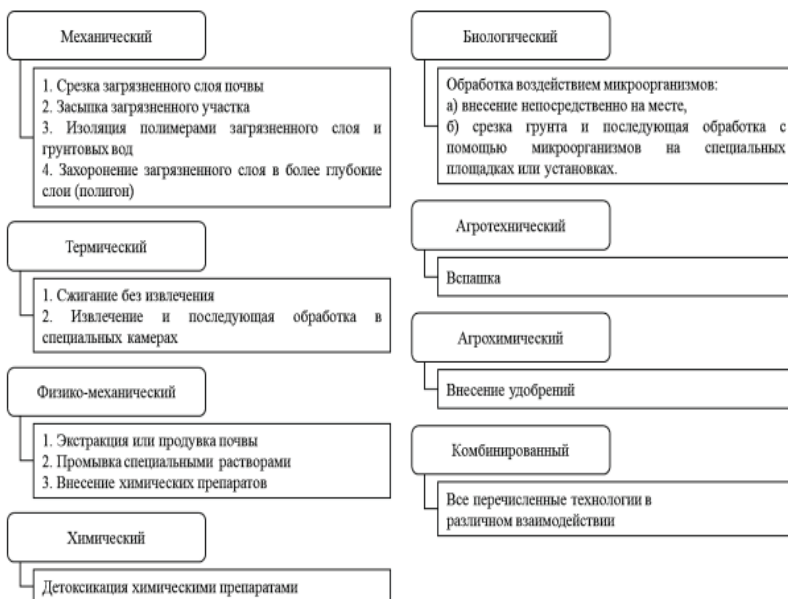 Механический
1. Срезка загрязненного слоя почвы
2. Засыпка загрязненного участка
3. Изоляция полимерами загрязненного слоя и
грунтовых вод
4. Захоронение загрязненного слоя в более глубокие
слои (полигон)
Термический
1. Сжигание без извлечения
2. Извлечение и последующая обработка в
специальных камерах
Физико-механический
1. Экстракция или продувка почвы
2. Промывка специальными растворами
3. Внесение химических препаратов
Химический
Детоксикация химическими препаратами
Биологический
Обработка воздействием микроорганизмов:
а) внесение непосредственно на месте,
б) срезка грунта и последующая обработка с
помощью микроорганизмов на специальных
площадках или установках.
Агротехнический
Вспашка
Агрохимический
Внесение удобрений
Комбинированный
Все перечисленные технологии в
различном взаимодействии